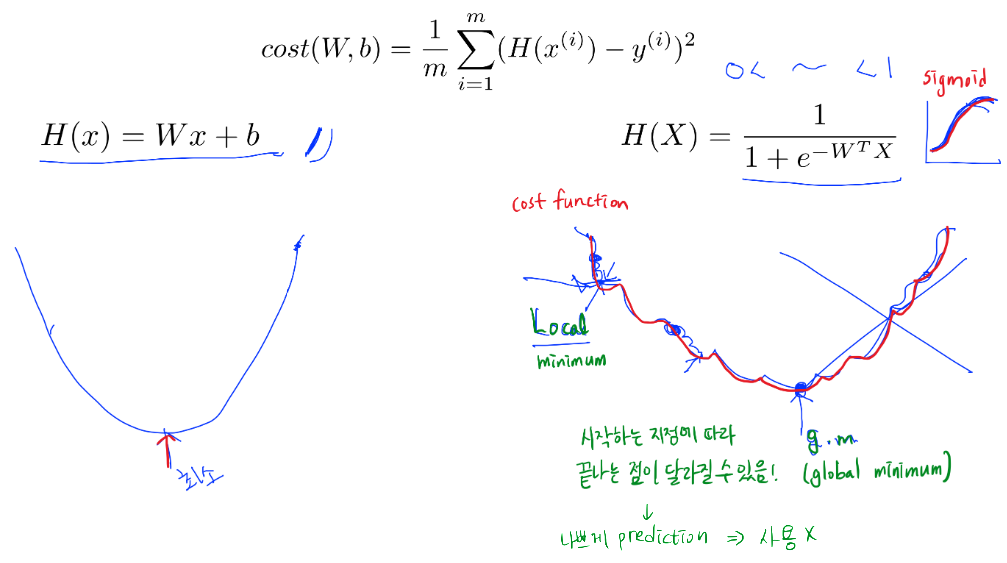 cost(W, b) = \frac{1}{m} \sum_{i=1}^{m} (H(x^{(i)}) - y^{(i)})^2
0< ~ <1
sigmoid
H(x) = Wx + b 1)
H(X) = \frac{1}{1 + e^{-W^T X}}
cost function
Local
minimum
최소
시작하는 지점에 따라
끝나는 점이 달라질 수 있음!
g.m
(global minimum)
↓
나쁘게 prediction ⇒ 사용 X